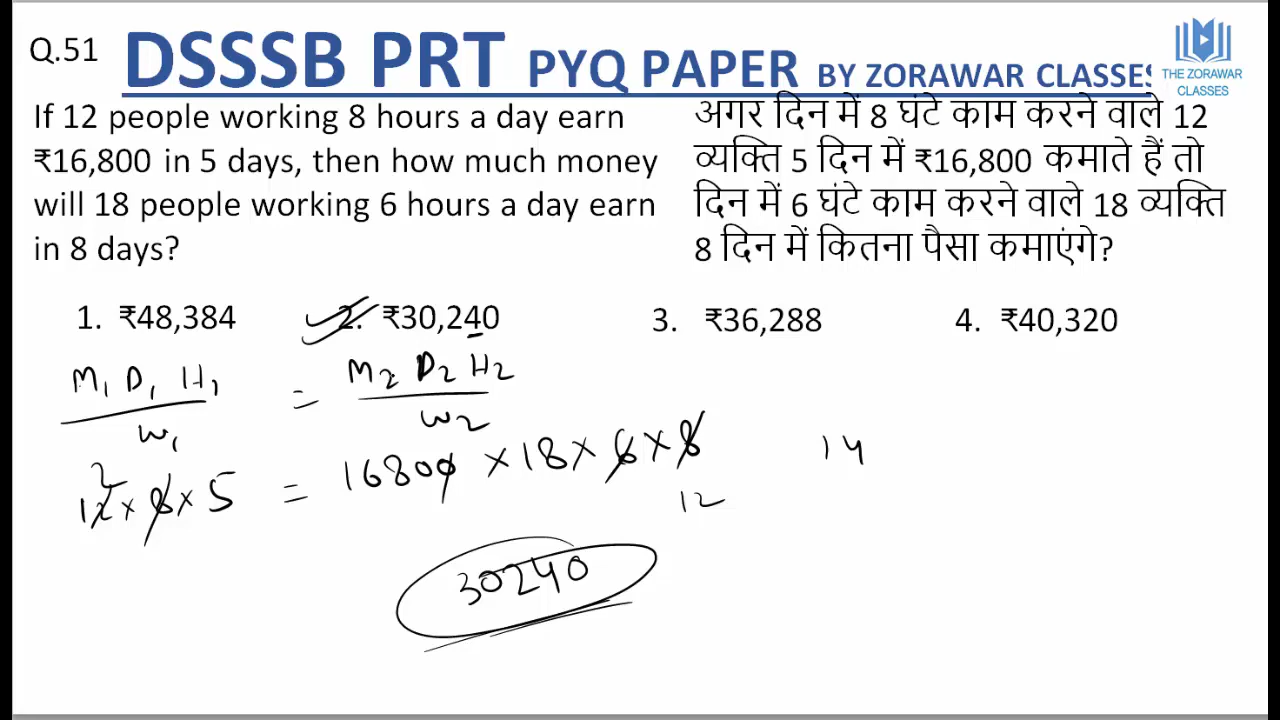 Q.51
DSSSB PRT PYQ PAPER BY ZORAWAR CLASSES
THE ZORAWAR
CLASSES
If 12 people working 8 hours a day earn
₹16,800 in 5 days, then how much money
will 18 people working 6 hours a day earn
in 8 days?
अगर दिन में 8 घंटे काम करने वाले 12
व्यक्ति 5 दिन में ₹16,800 कमाते हैं तो
दिन में 6 घंटे काम करने वाले 18 व्यक्ति
8 दिन में कितना पैसा कमाएंगे?
1. ₹48,384 2. ₹30,240 3. ₹36,288 4. ₹40,320
M1 D1 H1 = M2 D2 H2
W1 W2
2
12 × 8 × 5 = 16800 × 18 × 6 × 8
14
12
30240